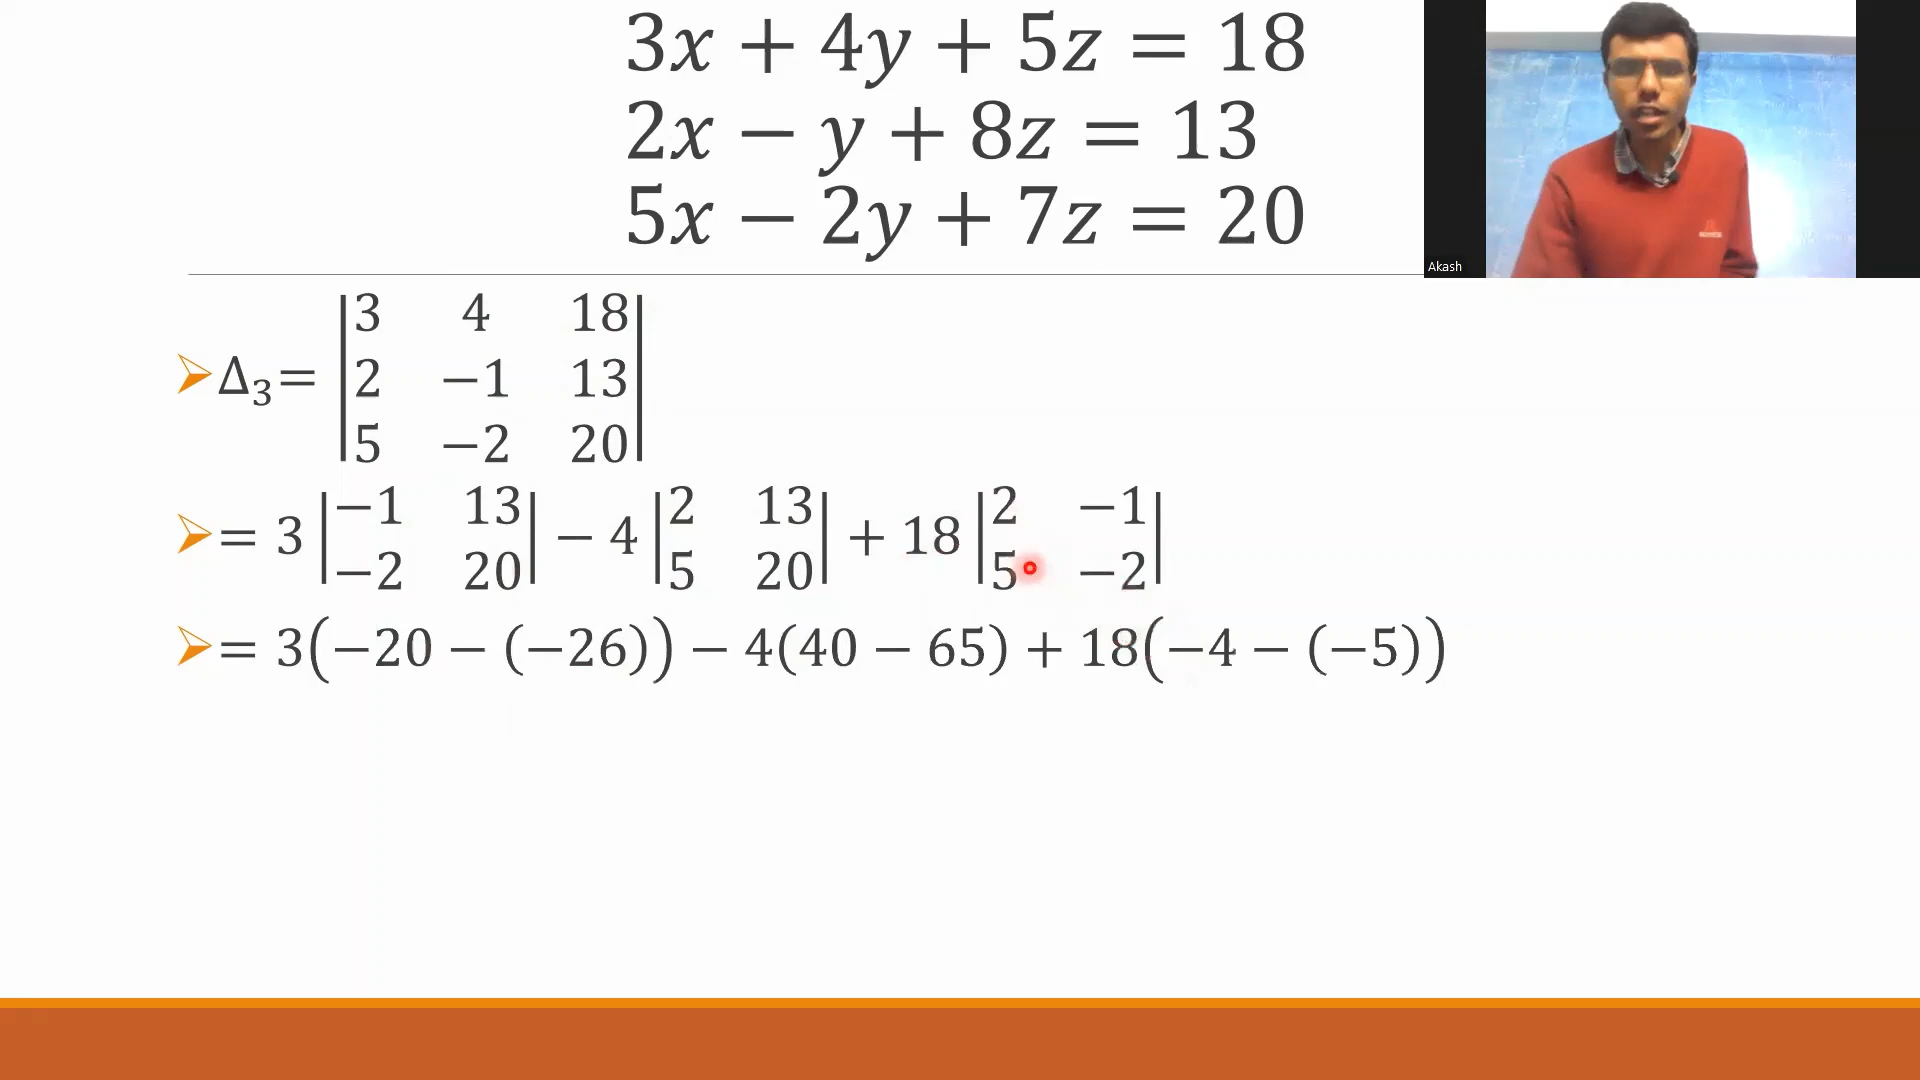 3x + 4y + 5z = 18
2x − y + 8z = 13
5x − 2y + 7z = 20
Akash
Δ₃= |3 4 18|
|2 −1 13|
|5 −2 20|
= 3 |−1 13| − 4 |2 13| + 18 |2 −1|
|−2 20| |5 20| |5 −2|
= 3(−20 − (−26)) − 4(40 − 65) + 18(−4 − (−5))